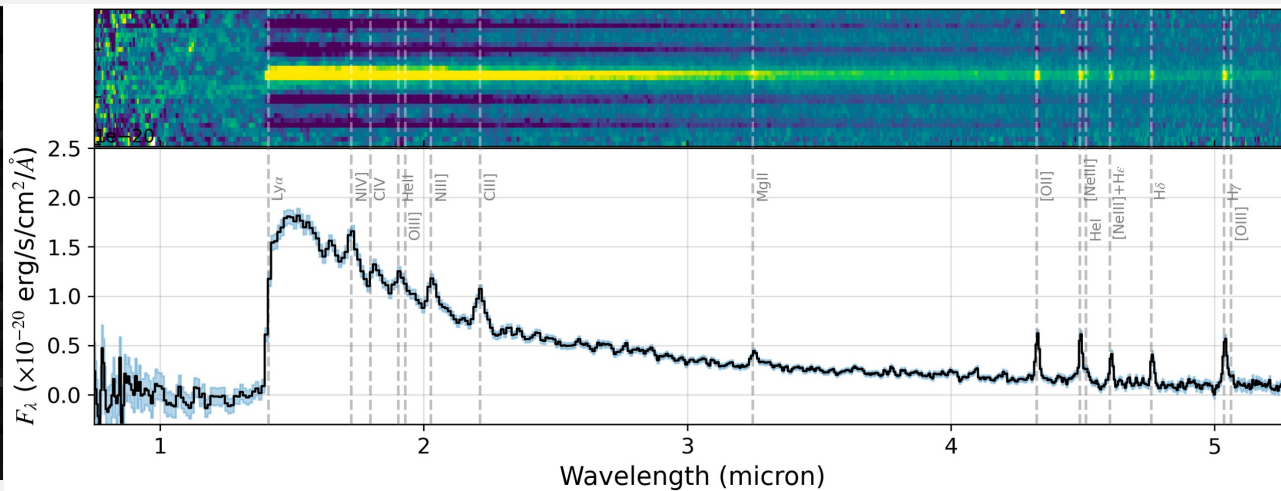 1e−20
2.5
2.0
1.5
1.0
0.5
0.0
F_λ (×10⁻²⁰ erg/s/cm²/Å)
Lyα
NIV]
CIV
HeII
OIII]
NIII]
CIII]
MgII
[OII]
[NeIII]
HeI
[NeIII]+Hε
Hδ
Hγ
[OIII]
1 2 3 4 5
Wavelength (micron)